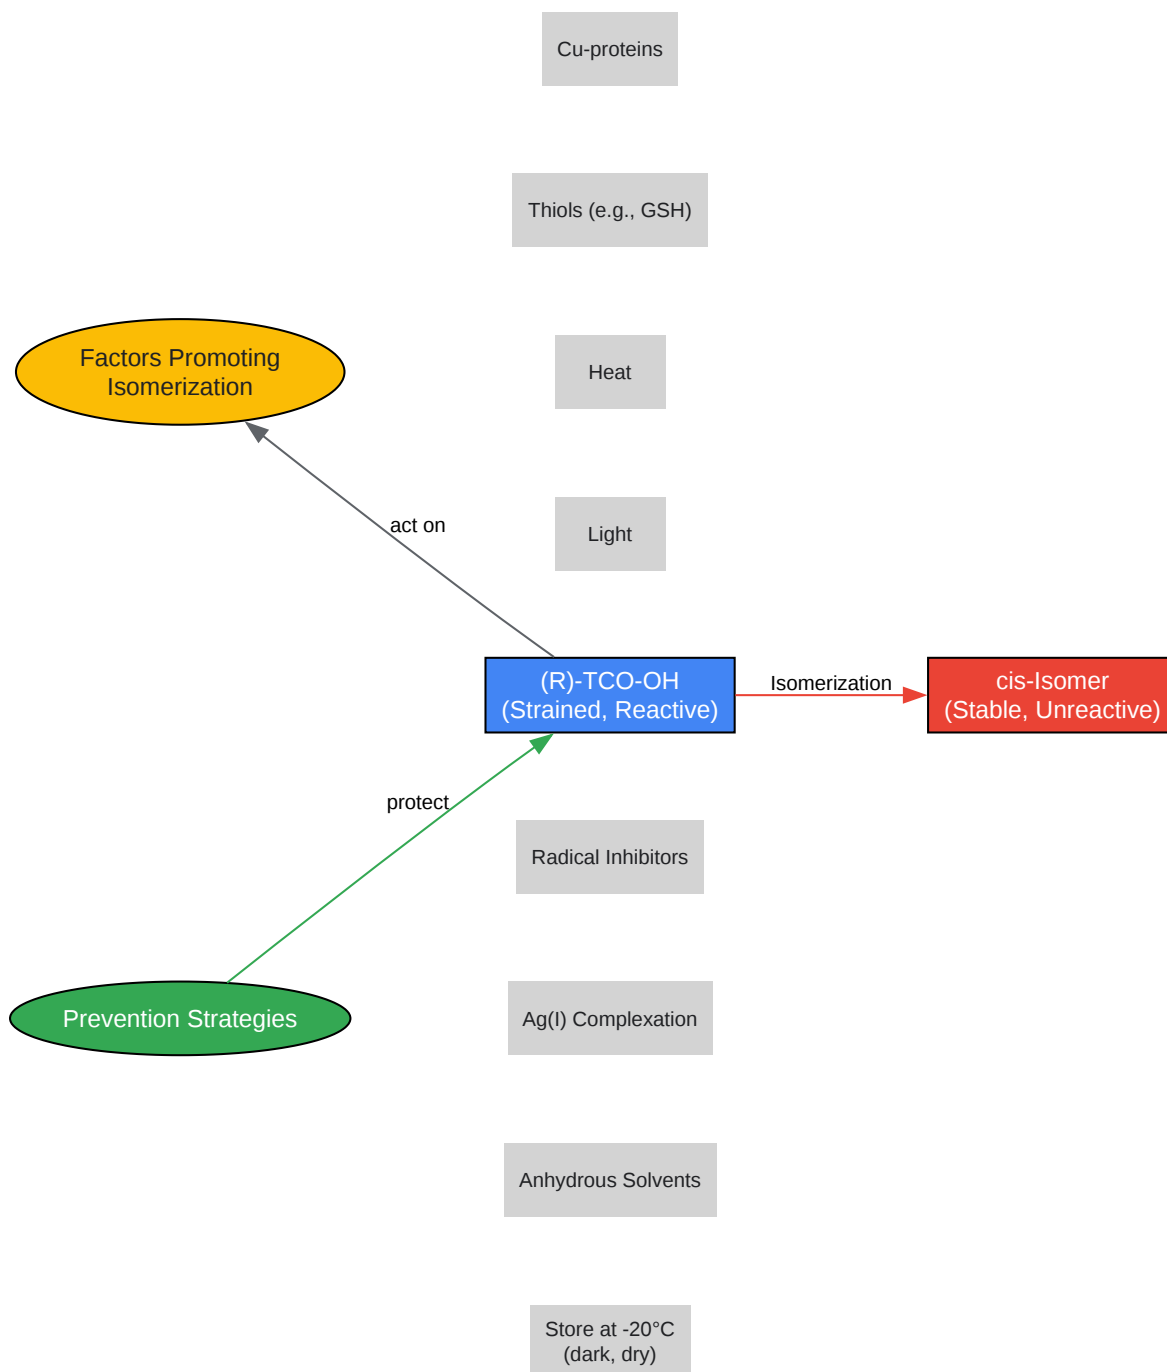 Cu-proteins
Thiols (e.g., GSH)
Factors Promoting
Isomerization
Heat
act on
Light
(R)-TCO-OH
(Strained, Reactive)
Isomerization
cis-Isomer
(Stable, Unreactive)
protect
Radical Inhibitors
Prevention Strategies
Ag(I) Complexation
Anhydrous Solvents
Store at -20°C
(dark, dry)